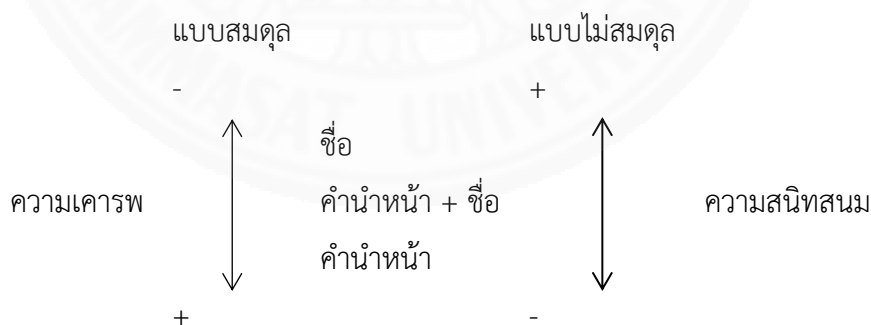 แบบสมดุล แบบไม่สมดุล
- +
ชื่อ
ความเคารพ คำนำหน้า + ชื่อ ความสนิทสนม
คำนำหน้า
+ -